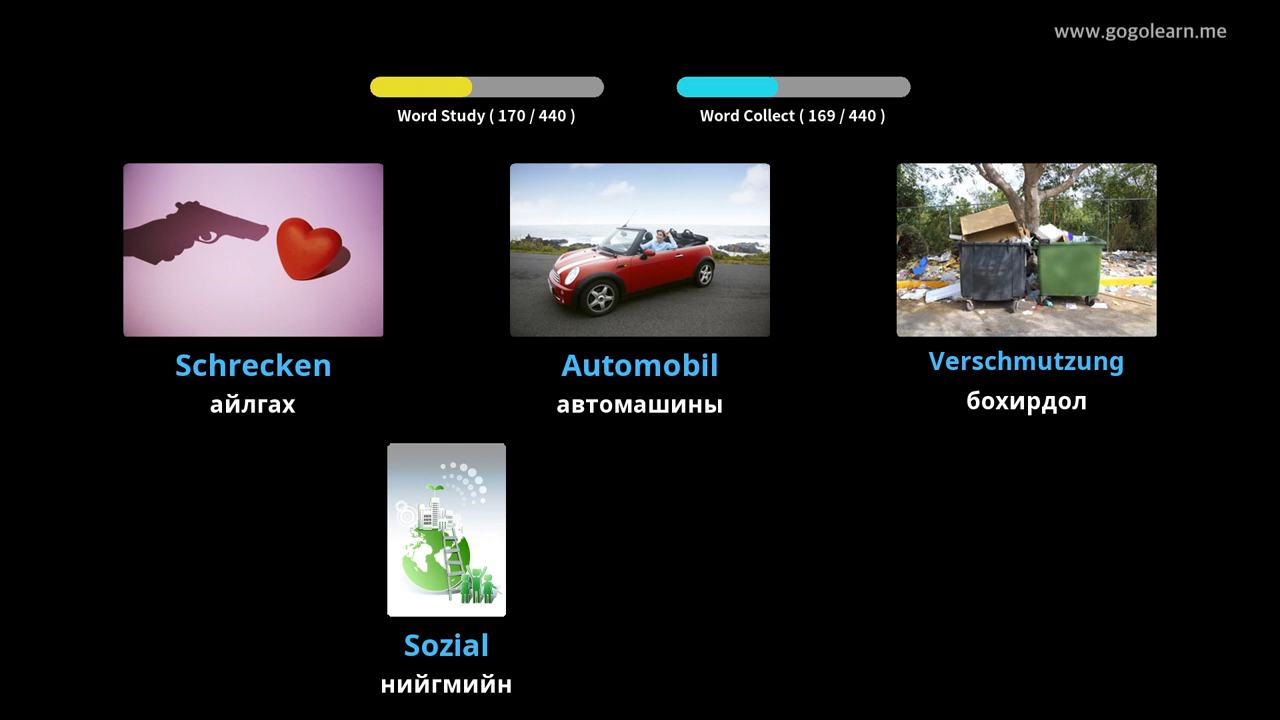 www.gogolearn.me
Word Study ( 170 / 440 )
Word Collect ( 169 / 440 )
Schrecken
айлгах
Automobil
автомашины
Verschmutzung
бохирдол
Sozial
нийгмийн